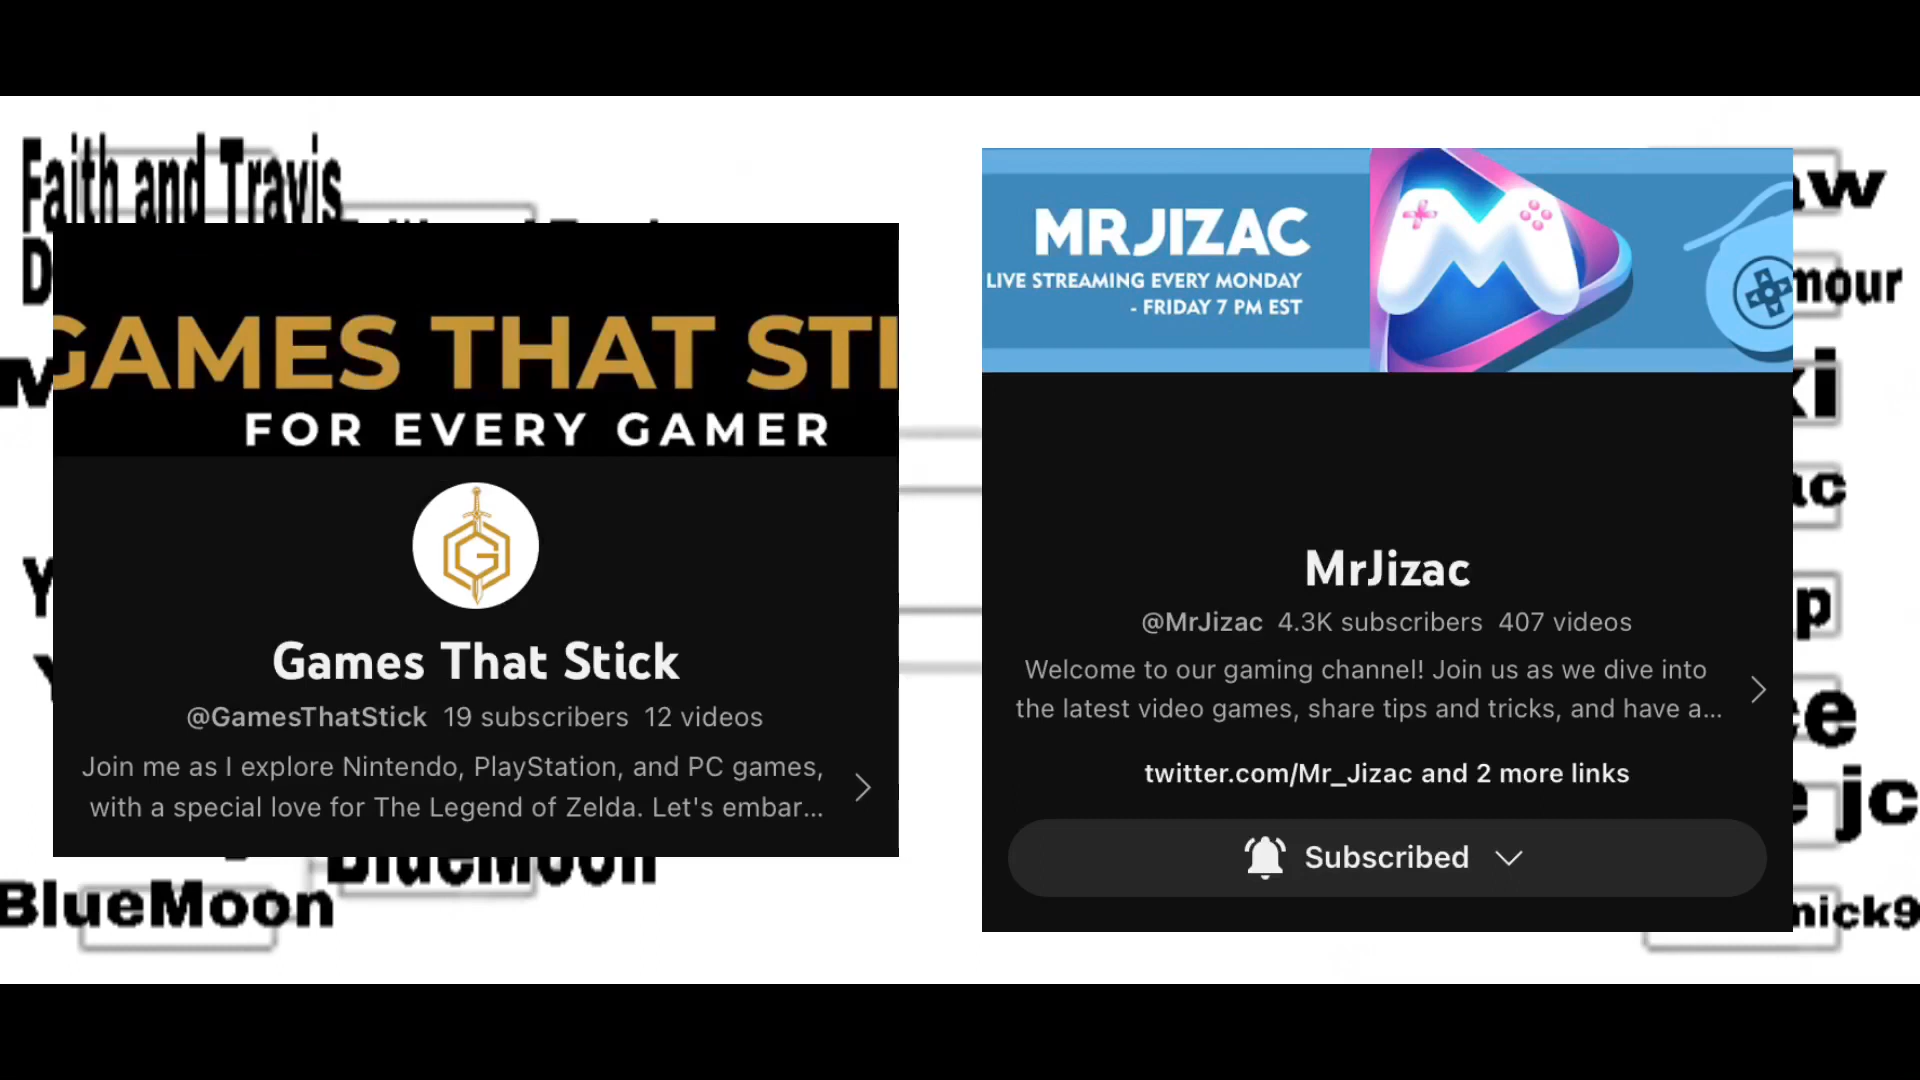 Faith and Travis
GAMES THAT STI
FOR EVERY GAMER
Games That Stick
@GamesThatStick 19 subscribers 12 videos
Join me as I explore Nintendo, PlayStation, and PC games,
with a special love for The Legend of Zelda. Let's embar...
BlueMoon
BlueMoon
MRJIZAC
LIVE STREAMING EVERY MONDAY
- FRIDAY 7 PM EST
MrJizac
@MrJizac 4.3K subscribers 407 videos
Welcome to our gaming channel! Join us as we dive into
the latest video games, share tips and tricks, and have a...
twitter.com/Mr_Jizac and 2 more links
Subscribed